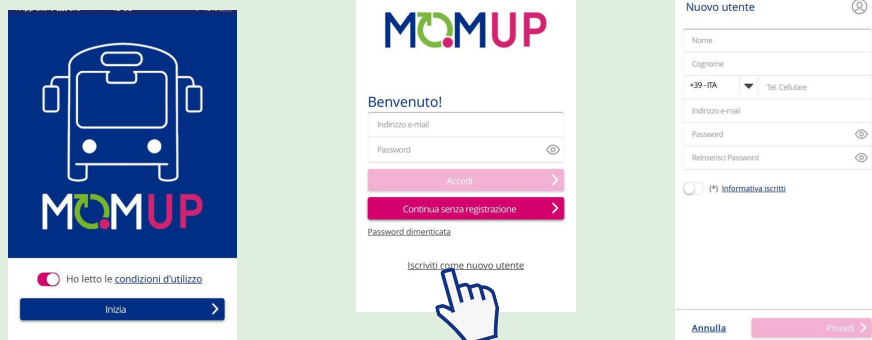 MOMUP
Ho letto le condizioni d'utilizzo
Inizia
MOMUP
Benvenuto!
Indirizzo e-mail
Password
Accedi
Continua senza registrazione
Password dimenticata
Iscriviti come nuovo utente
Nuovo utente
Nome
Cognome
+39 - ITA
Tel. Cellulare
Indirizzo e-mail
Password
Reinserisci Password
(*) Informativa iscritti
Annulla
Procedi